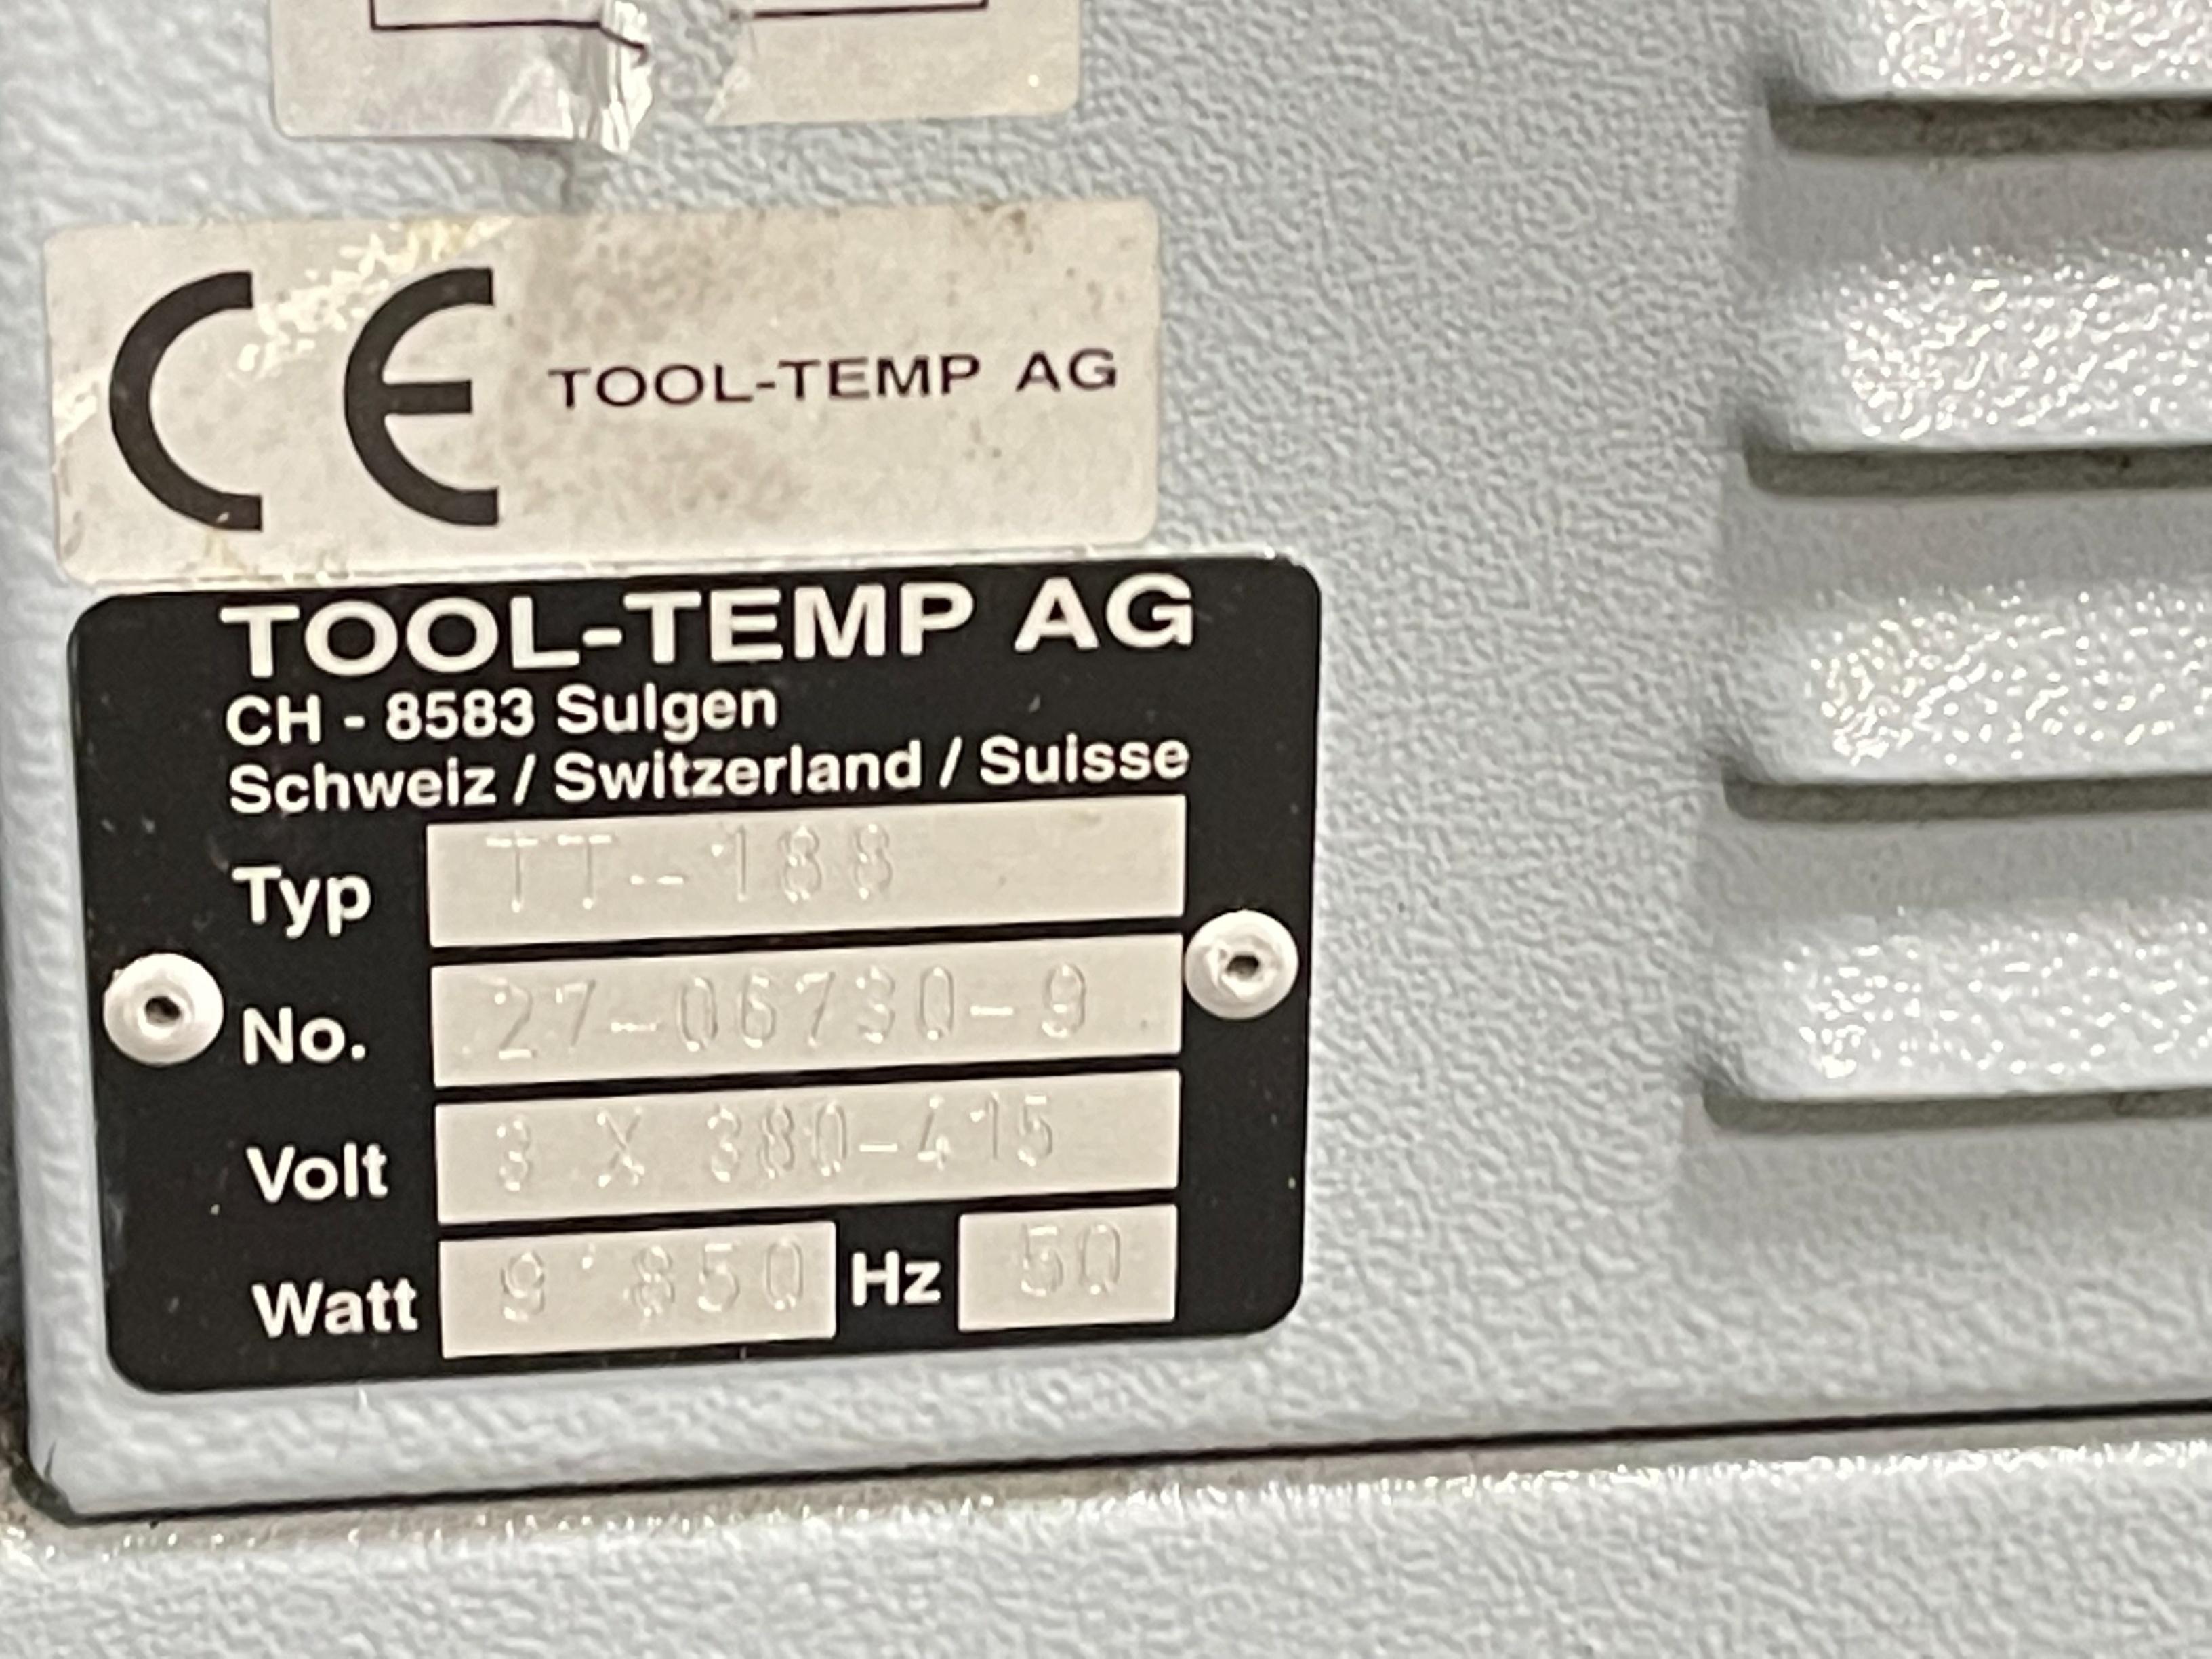 CE TOOL-TEMP AG
TOOL-TEMP AG
CH - 8583 Sulgen
Schweiz / Switzerland / Suisse
Typ TT-188
No. 27-06730-9
Volt 3 X 380-415
Watt 9'850 Hz 50